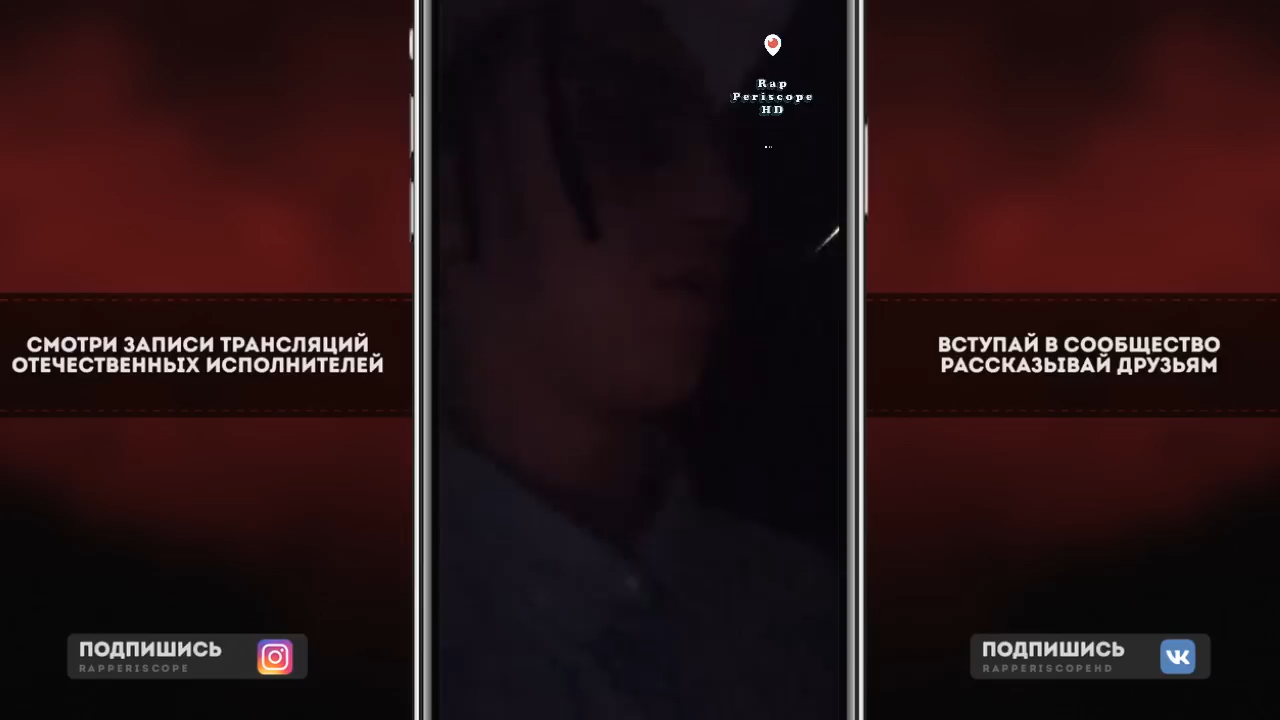 Rap
Periscope
HD
...
СМОТРИ ЗАПИСИ ТРАНСЛЯЦИЙ
ОТЕЧЕСТВЕННЫХ ИСПОЛНИТЕЛЕЙ
ВСТУПАЙ В СООБЩЕСТВО
РАССКАЗЫВАЙ ДРУЗЬЯМ
ПОДПИШИСЬ
RAPPERISCOPE
ПОДПИШИСЬ
RAPPERISCOPEHD